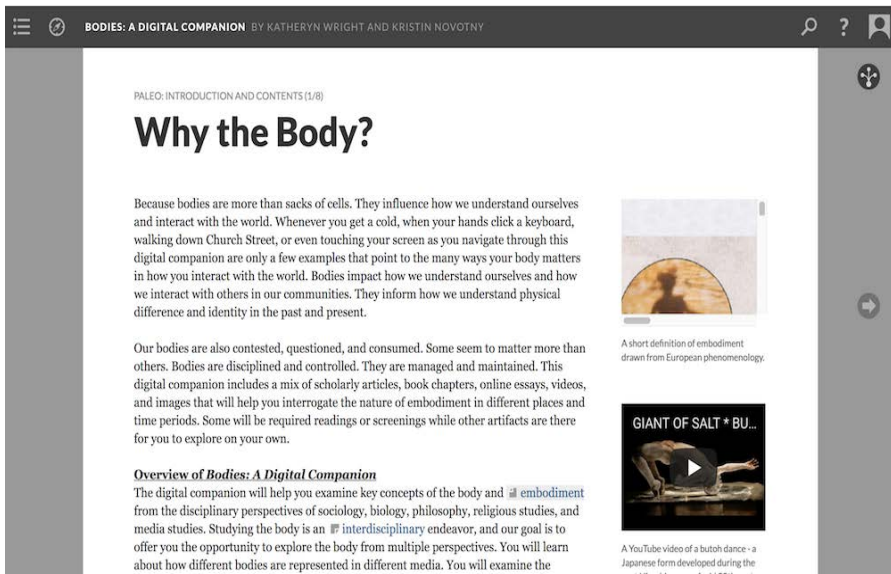 BODIES: A DIGITAL COMPANION BY KATHERYN WRIGHT AND KRISTIN NOVOTNY
PALEO: INTRODUCTION AND CONTENTS (1/8)
Why the Body?
Because bodies are more than sacks of cells. They influence how we understand ourselves
and interact with the world. Whenever you get a cold, when your hands click a keyboard,
walking down Church Street, or even touching your screen as you navigate through this
digital companion are only a few examples that point to the many ways your body matters
in how you interact with the world. Bodies impact how we understand ourselves and how
we interact with others in our communities. They inform how we understand physical
difference and identity in the past and present.
Our bodies are also contested, questioned, and consumed. Some seem to matter more than
others. Bodies are disciplined and controlled. They are managed and maintained. This
digital companion includes a mix of scholarly articles, book chapters, online essays, videos,
and images that will help you interrogate the nature of embodiment in different places and
time periods. Some will be required readings or screenings while other artifacts are there
for you to explore on your own.
Overview of Bodies: A Digital Companion
The digital companion will help you examine key concepts of the body and embodiment
from the disciplinary perspectives of sociology, biology, philosophy, religious studies, and
media studies. Studying the body is an interdisciplinary endeavor, and our goal is to
offer you the opportunity to explore the body from multiple perspectives. You will learn
about how different bodies are represented in different media. You will examine the
A short definition of embodiment
drawn from European phenomenology.
GIANT OF SALT * BU...
A YouTube video of a butoh dance - a
Japanese form developed during the